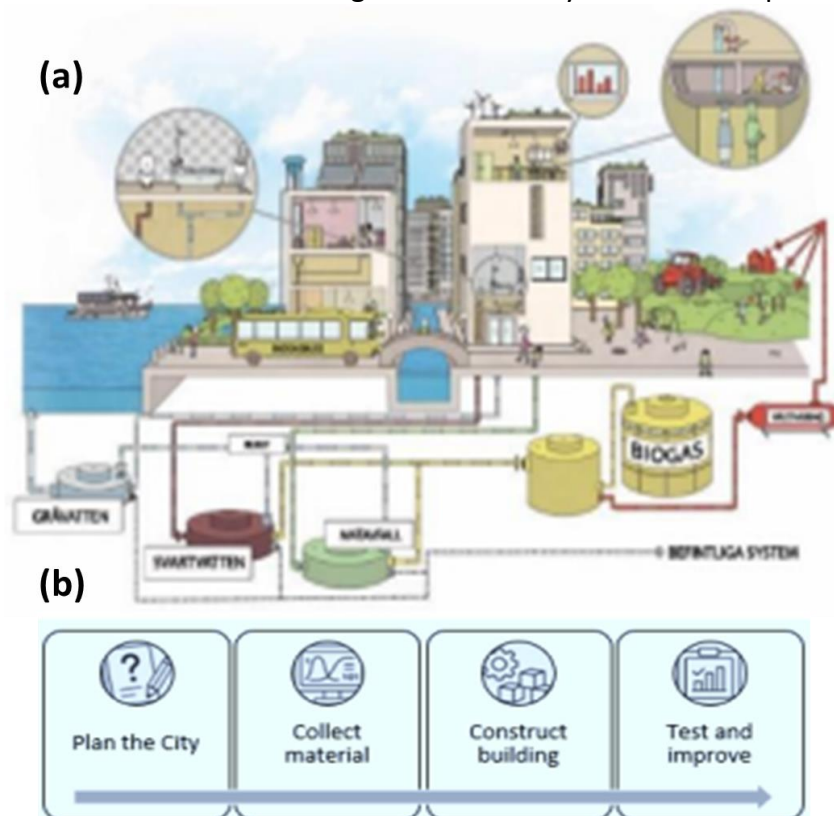 (a)
BIOGAS
GRÅVATTEN
SVARTVATTEN
MATAVFALL
BEFINTLIGA SYSTEM
(b)
Plan the City
Collect
material
Construct
building
Test and
improve